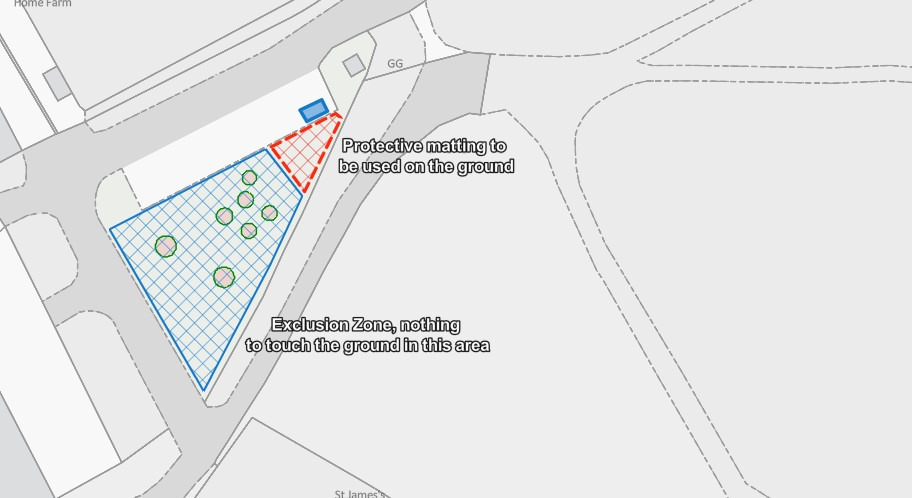 Home Farm
GG
Protective matting to
be used on the ground
Exclusion Zone, nothing
to touch the ground in this area
St James's